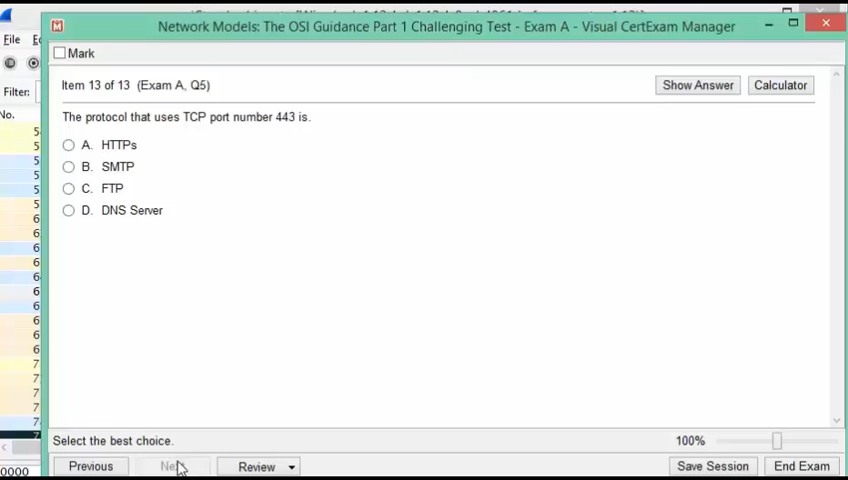 Network Models: The OSI Guidance Part 1 Challenging Test - Exam A - Visual CertExam Manager
File
Mark
Item 13 of 13 (Exam A, Q5)
Show Answer
Calculator
Filter:
No.
The protocol that uses TCP port number 443 is.
A. HTTPs
B. SMTP
C. FTP
D. DNS Server
Select the best choice.
100%
Previous
Review
Save Session
End Exam
0000